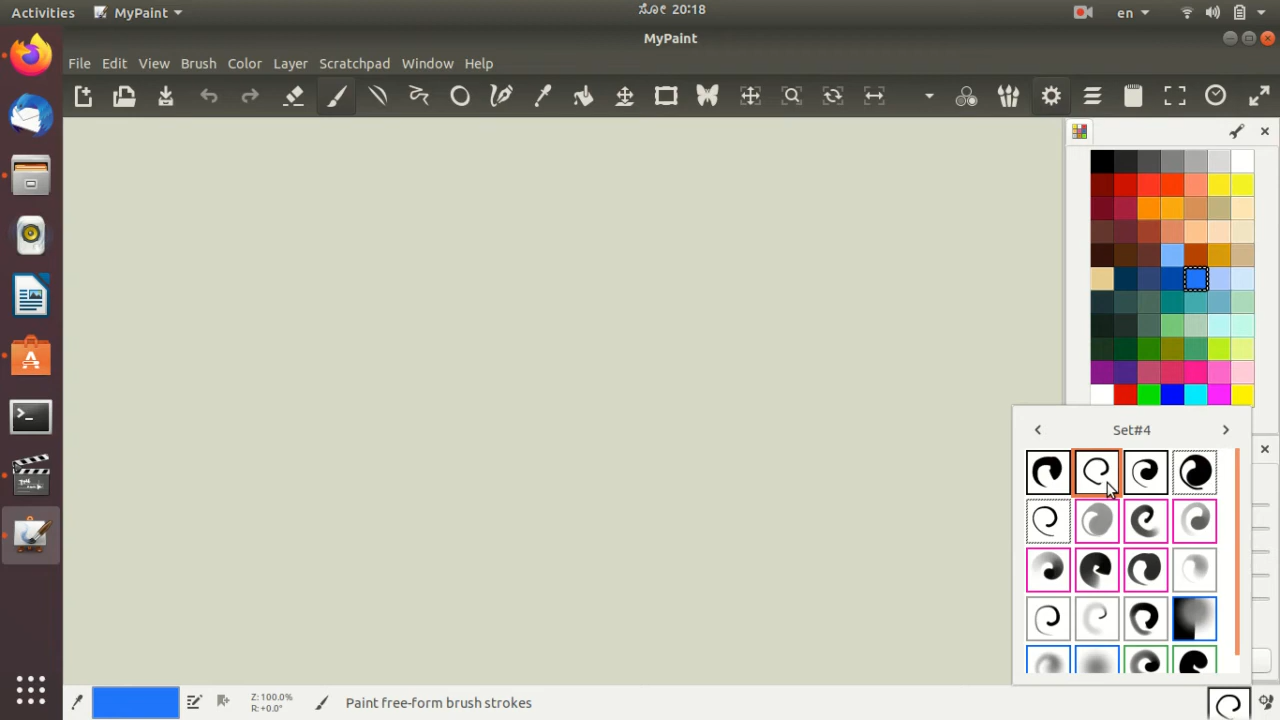 Activities MyPaint 20:18 en
MyPaint
File Edit View Brush Color Layer Scratchpad Window Help
Set#4
Z: 100.0%
R: +0.0°
Paint free-form brush strokes